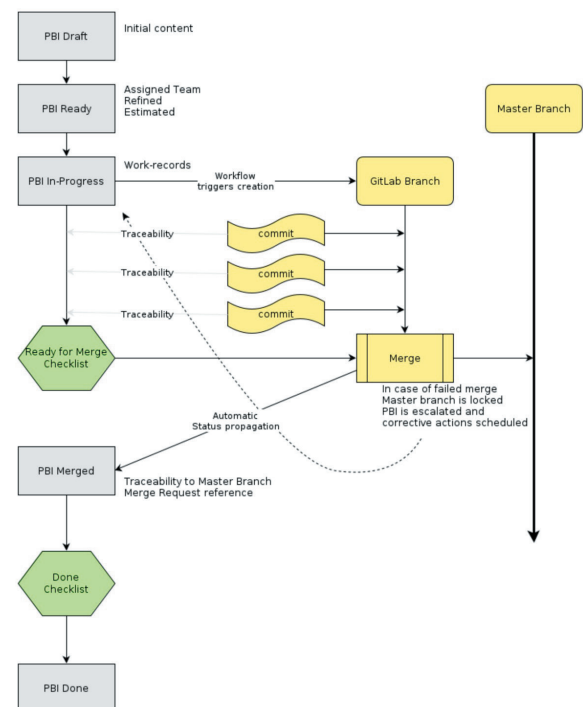 PBI Draft
Initial content
PBI Ready
Assigned Team
Refined
Estimated
Master Branch
PBI In-Progress
Work-records
Workflow
triggers creation
GitLab Branch
Traceability
commit
Traceability
commit
Traceability
commit
Ready for Merge
Checklist
Merge
In case of failed merge
Master branch is locked
PBI is escalated and
corrective actions scheduled
Automatic
Status propagation
PBI Merged
Traceability to Master Branch
Merge Request reference
Done
Checklist
PBI Done